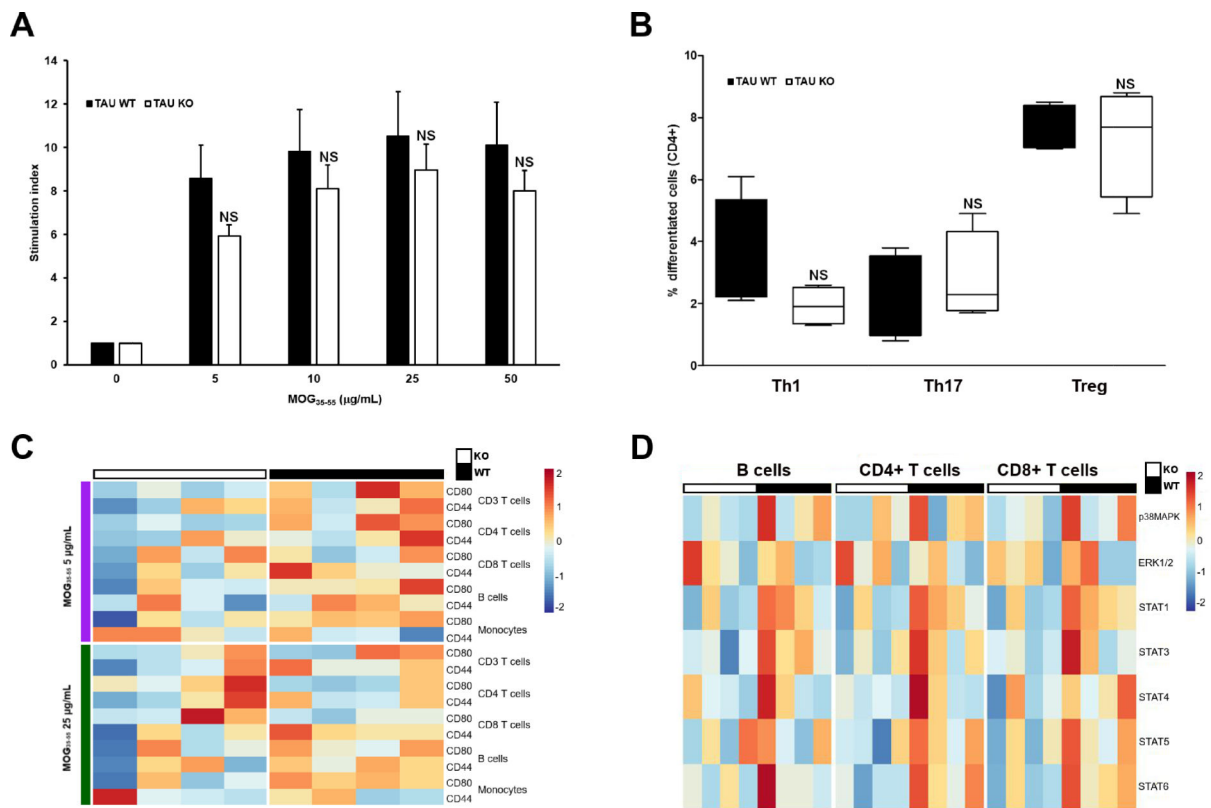 A
14
12
10
8
6
4
2
0
Stimulation index
TAU WT TAU KO
NS
NS
NS
NS
0 5 10 25 50
MOG35-55 (µg/mL)
B
10
8
6
4
2
0
% differentiated cells (CD4+)
TAU WT TAU KO
NS
NS
NS
Th1 Th17 Treg
C
KO
WT
2
1
0
-1
-2
MOG35-55 5 µg/mL
CD80
CD44
CD3 T cells
CD80
CD44
CD4 T cells
CD80
CD44
CD8 T cells
CD80
CD44
B cells
CD80
CD44
Monocytes
MOG35-55 25 µg/mL
CD80
CD44
CD3 T cells
CD80
CD44
CD4 T cells
CD80
CD44
CD8 T cells
CD80
CD44
B cells
CD80
CD44
Monocytes
D
B cells CD4+ T cells CD8+ T cells
KO
WT
2
1
0
-1
-2
p38MAPK
ERK1/2
STAT1
STAT3
STAT4
STAT5
STAT6